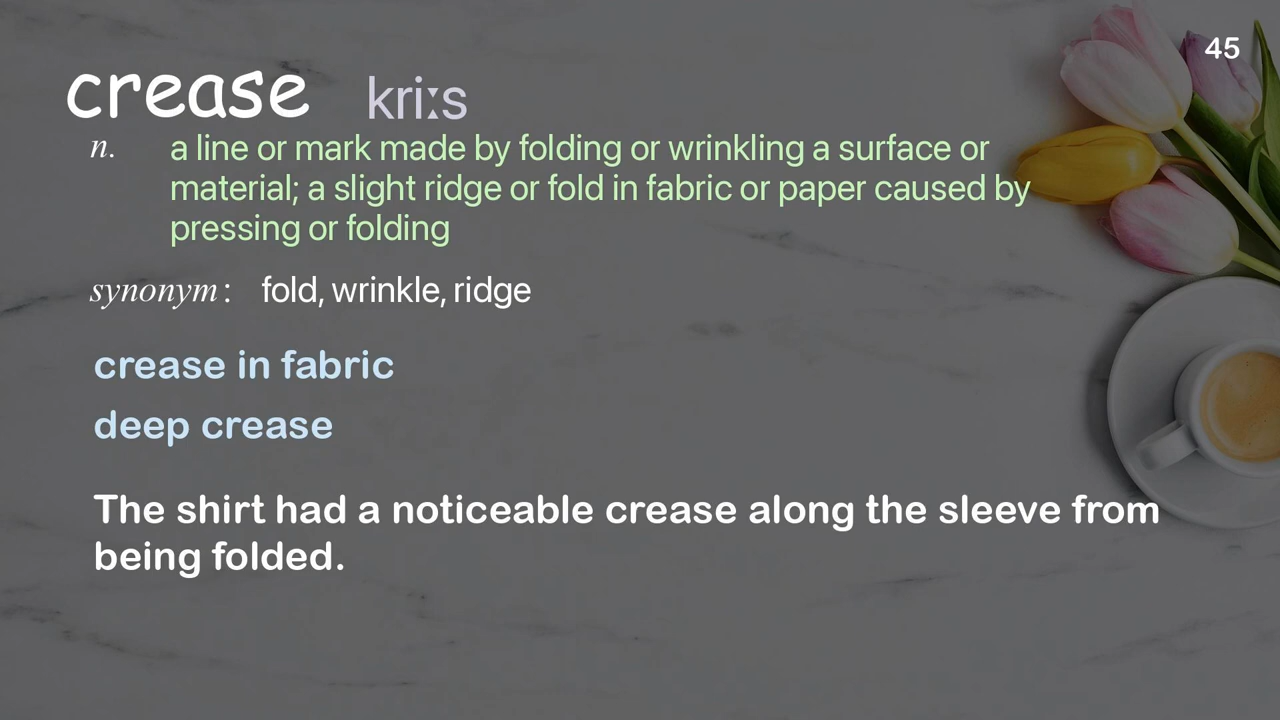 45
crease kriːs
n. a line or mark made by folding or wrinkling a surface or
material; a slight ridge or fold in fabric or paper caused by
pressing or folding
synonym: fold, wrinkle, ridge
crease in fabric
deep crease
The shirt had a noticeable crease along the sleeve from
being folded.